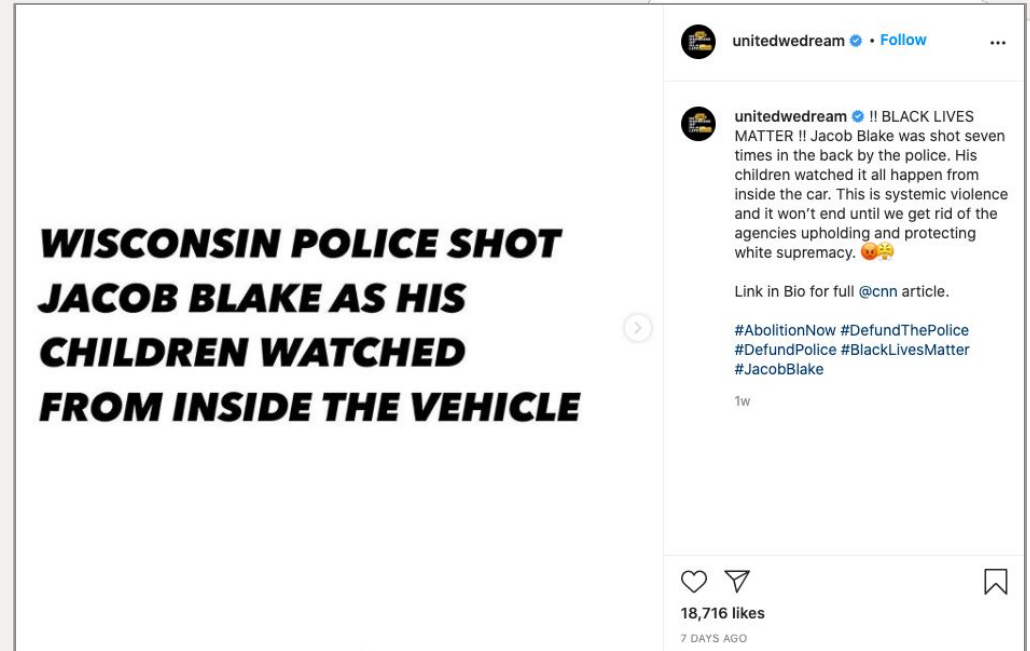 WISCONSIN POLICE SHOT
JACOB BLAKE AS HIS
CHILDREN WATCHED
FROM INSIDE THE VEHICLE
unitedwedream • Follow
unitedwedream !! BLACK LIVES
MATTER !! Jacob Blake was shot seven
times in the back by the police. His
children watched it all happen from
inside the car. This is systemic violence
and it won’t end until we get rid of the
agencies upholding and protecting
white supremacy. 😡😤
Link in Bio for full @cnn article.
#AbolitionNow #DefundThePolice
#DefundPolice #BlackLivesMatter
#JacobBlake
1w
18,716 likes
7 DAYS AGO